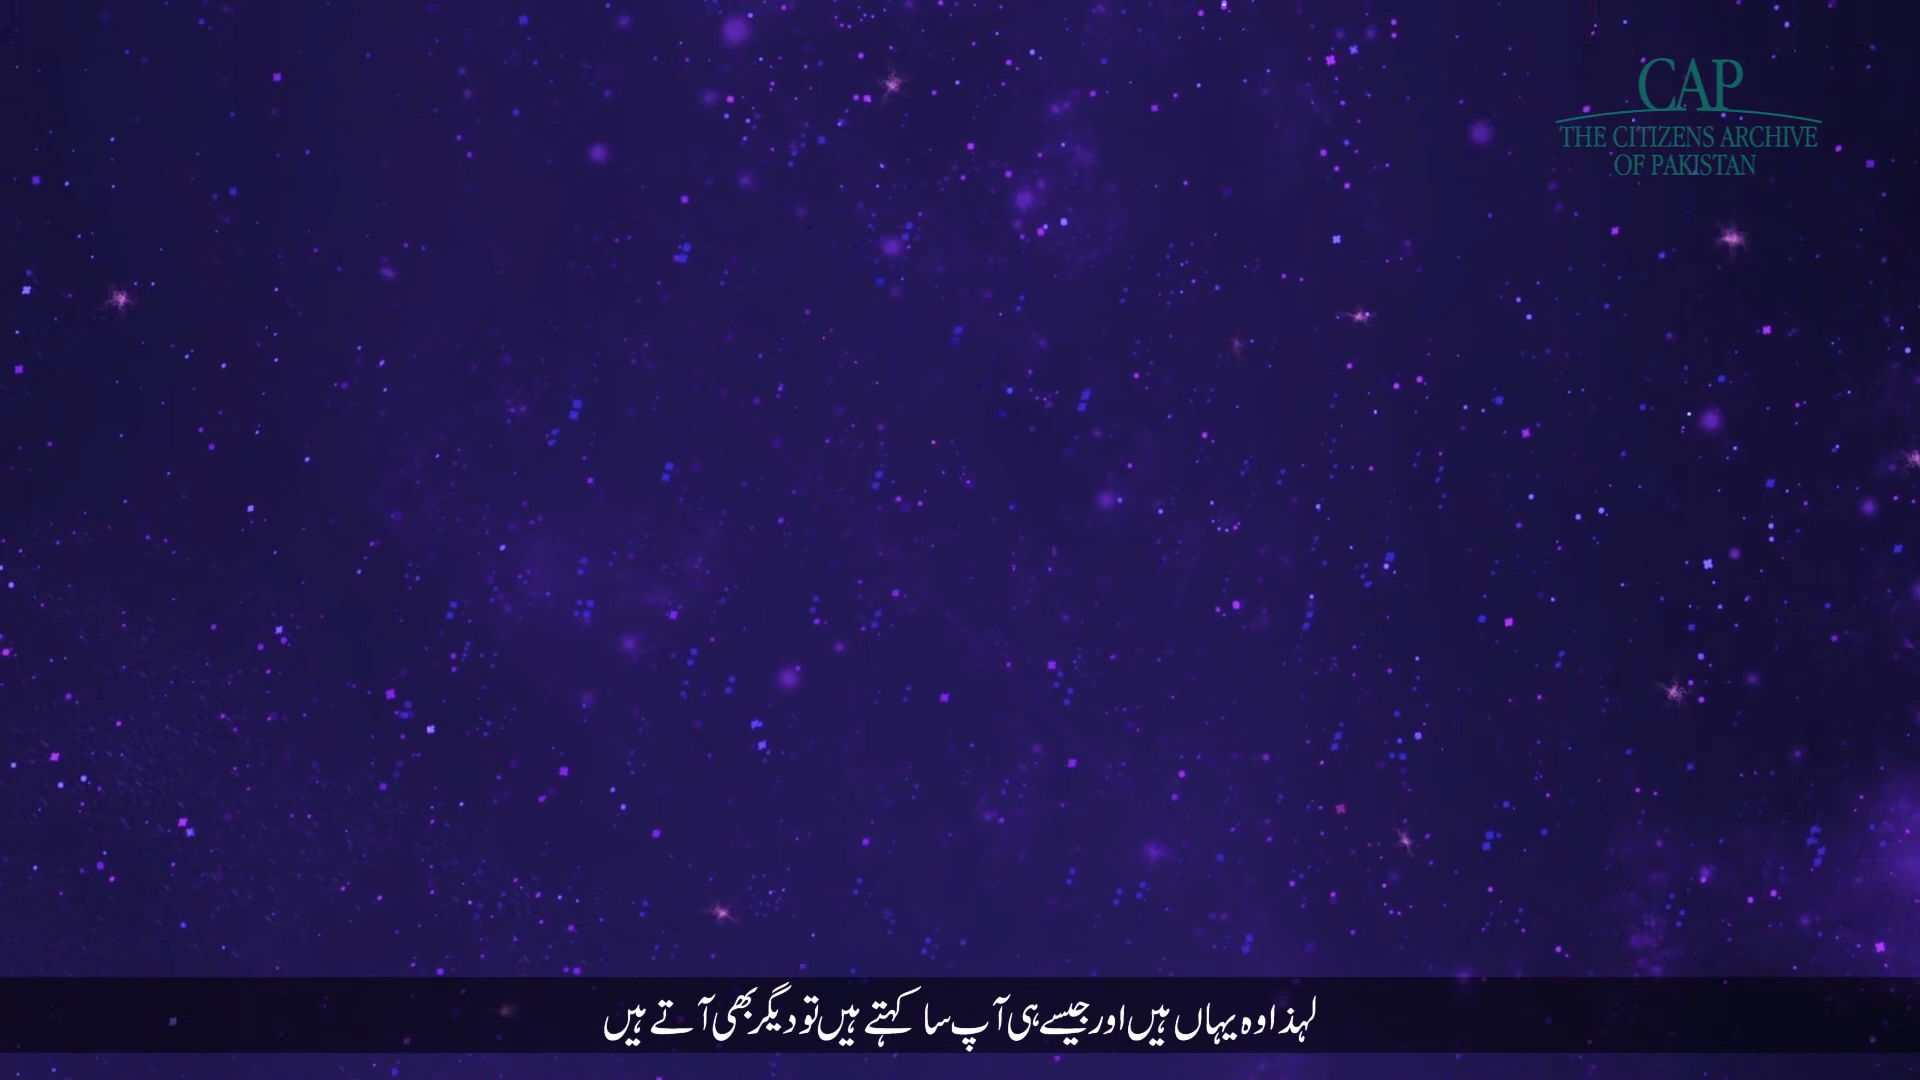 CAP
THE CITIZENS ARCHIVE
OF PAKISTAN
لہذا وہ یہاں ہیں اور جیسے ہی آپ سا کہتے ہیں تو دیگر بھی آتے ہیں